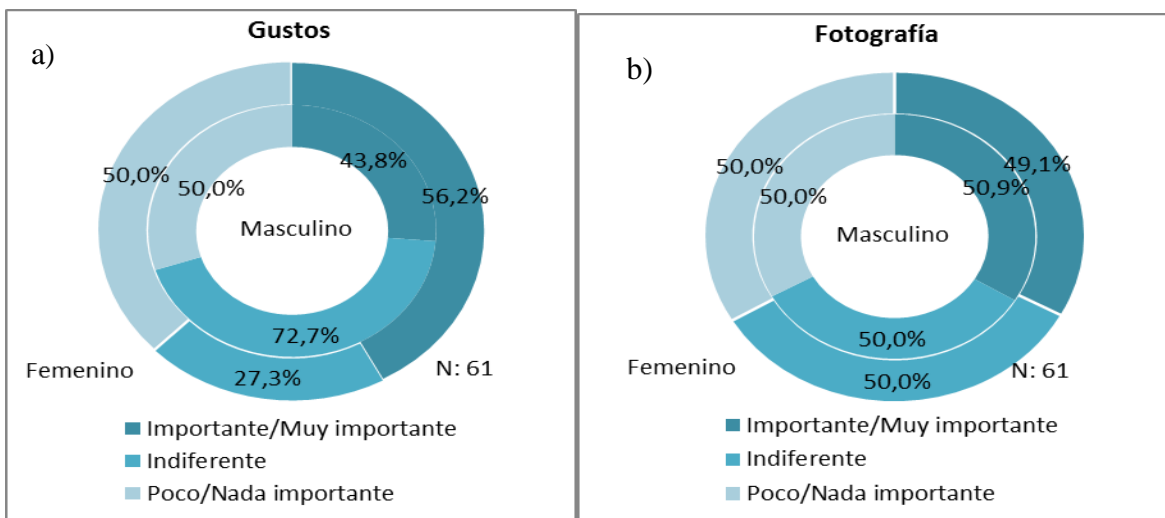 a)
Gustos
50,0%
50,0%
43,8%
56,2%
Masculino
72,7%
27,3%
Femenino
N: 61
Importante/Muy importante
Indiferente
Poco/Nada importante
b)
Fotografía
50,0%
50,0%
49,1%
50,9%
Masculino
50,0%
50,0%
Femenino
N: 61
Importante/Muy importante
Indiferente
Poco/Nada importante